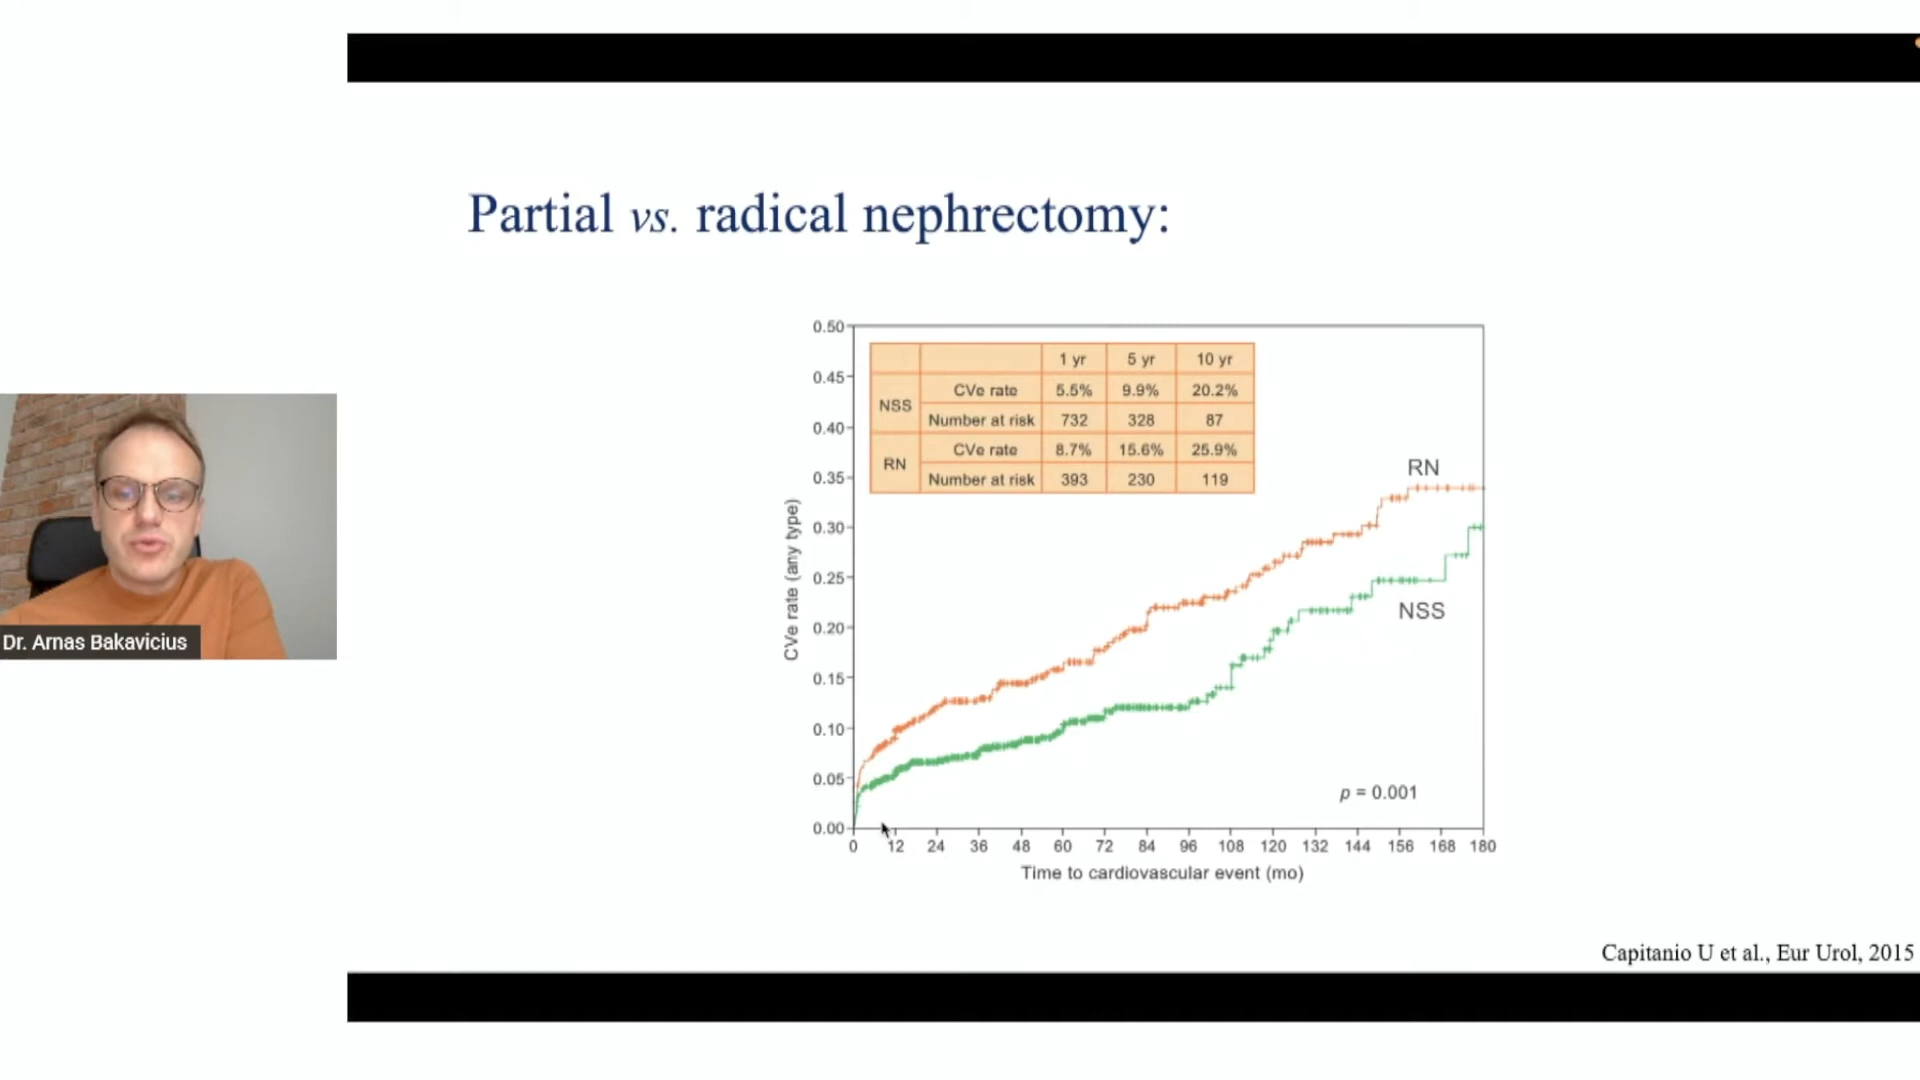 Partial vs. radical nephrectomy:
0.50
0.45
0.40
0.35
0.30
0.25
0.20
0.15
0.10
0.05
0.00
CVe rate (any type)
1 yr 5 yr 10 yr
NSS
CVe rate 5.5% 9.9% 20.2%
Number at risk 732 328 87
RN
CVe rate 8.7% 15.6% 25.9%
Number at risk 393 230 119
RN
NSS
p = 0.001
0 12 24 36 48 60 72 84 96 108 120 132 144 156 168 180
Time to cardiovascular event (mo)
Dr. Arnas Bakavicius
Capitanio U et al., Eur Urol, 2015